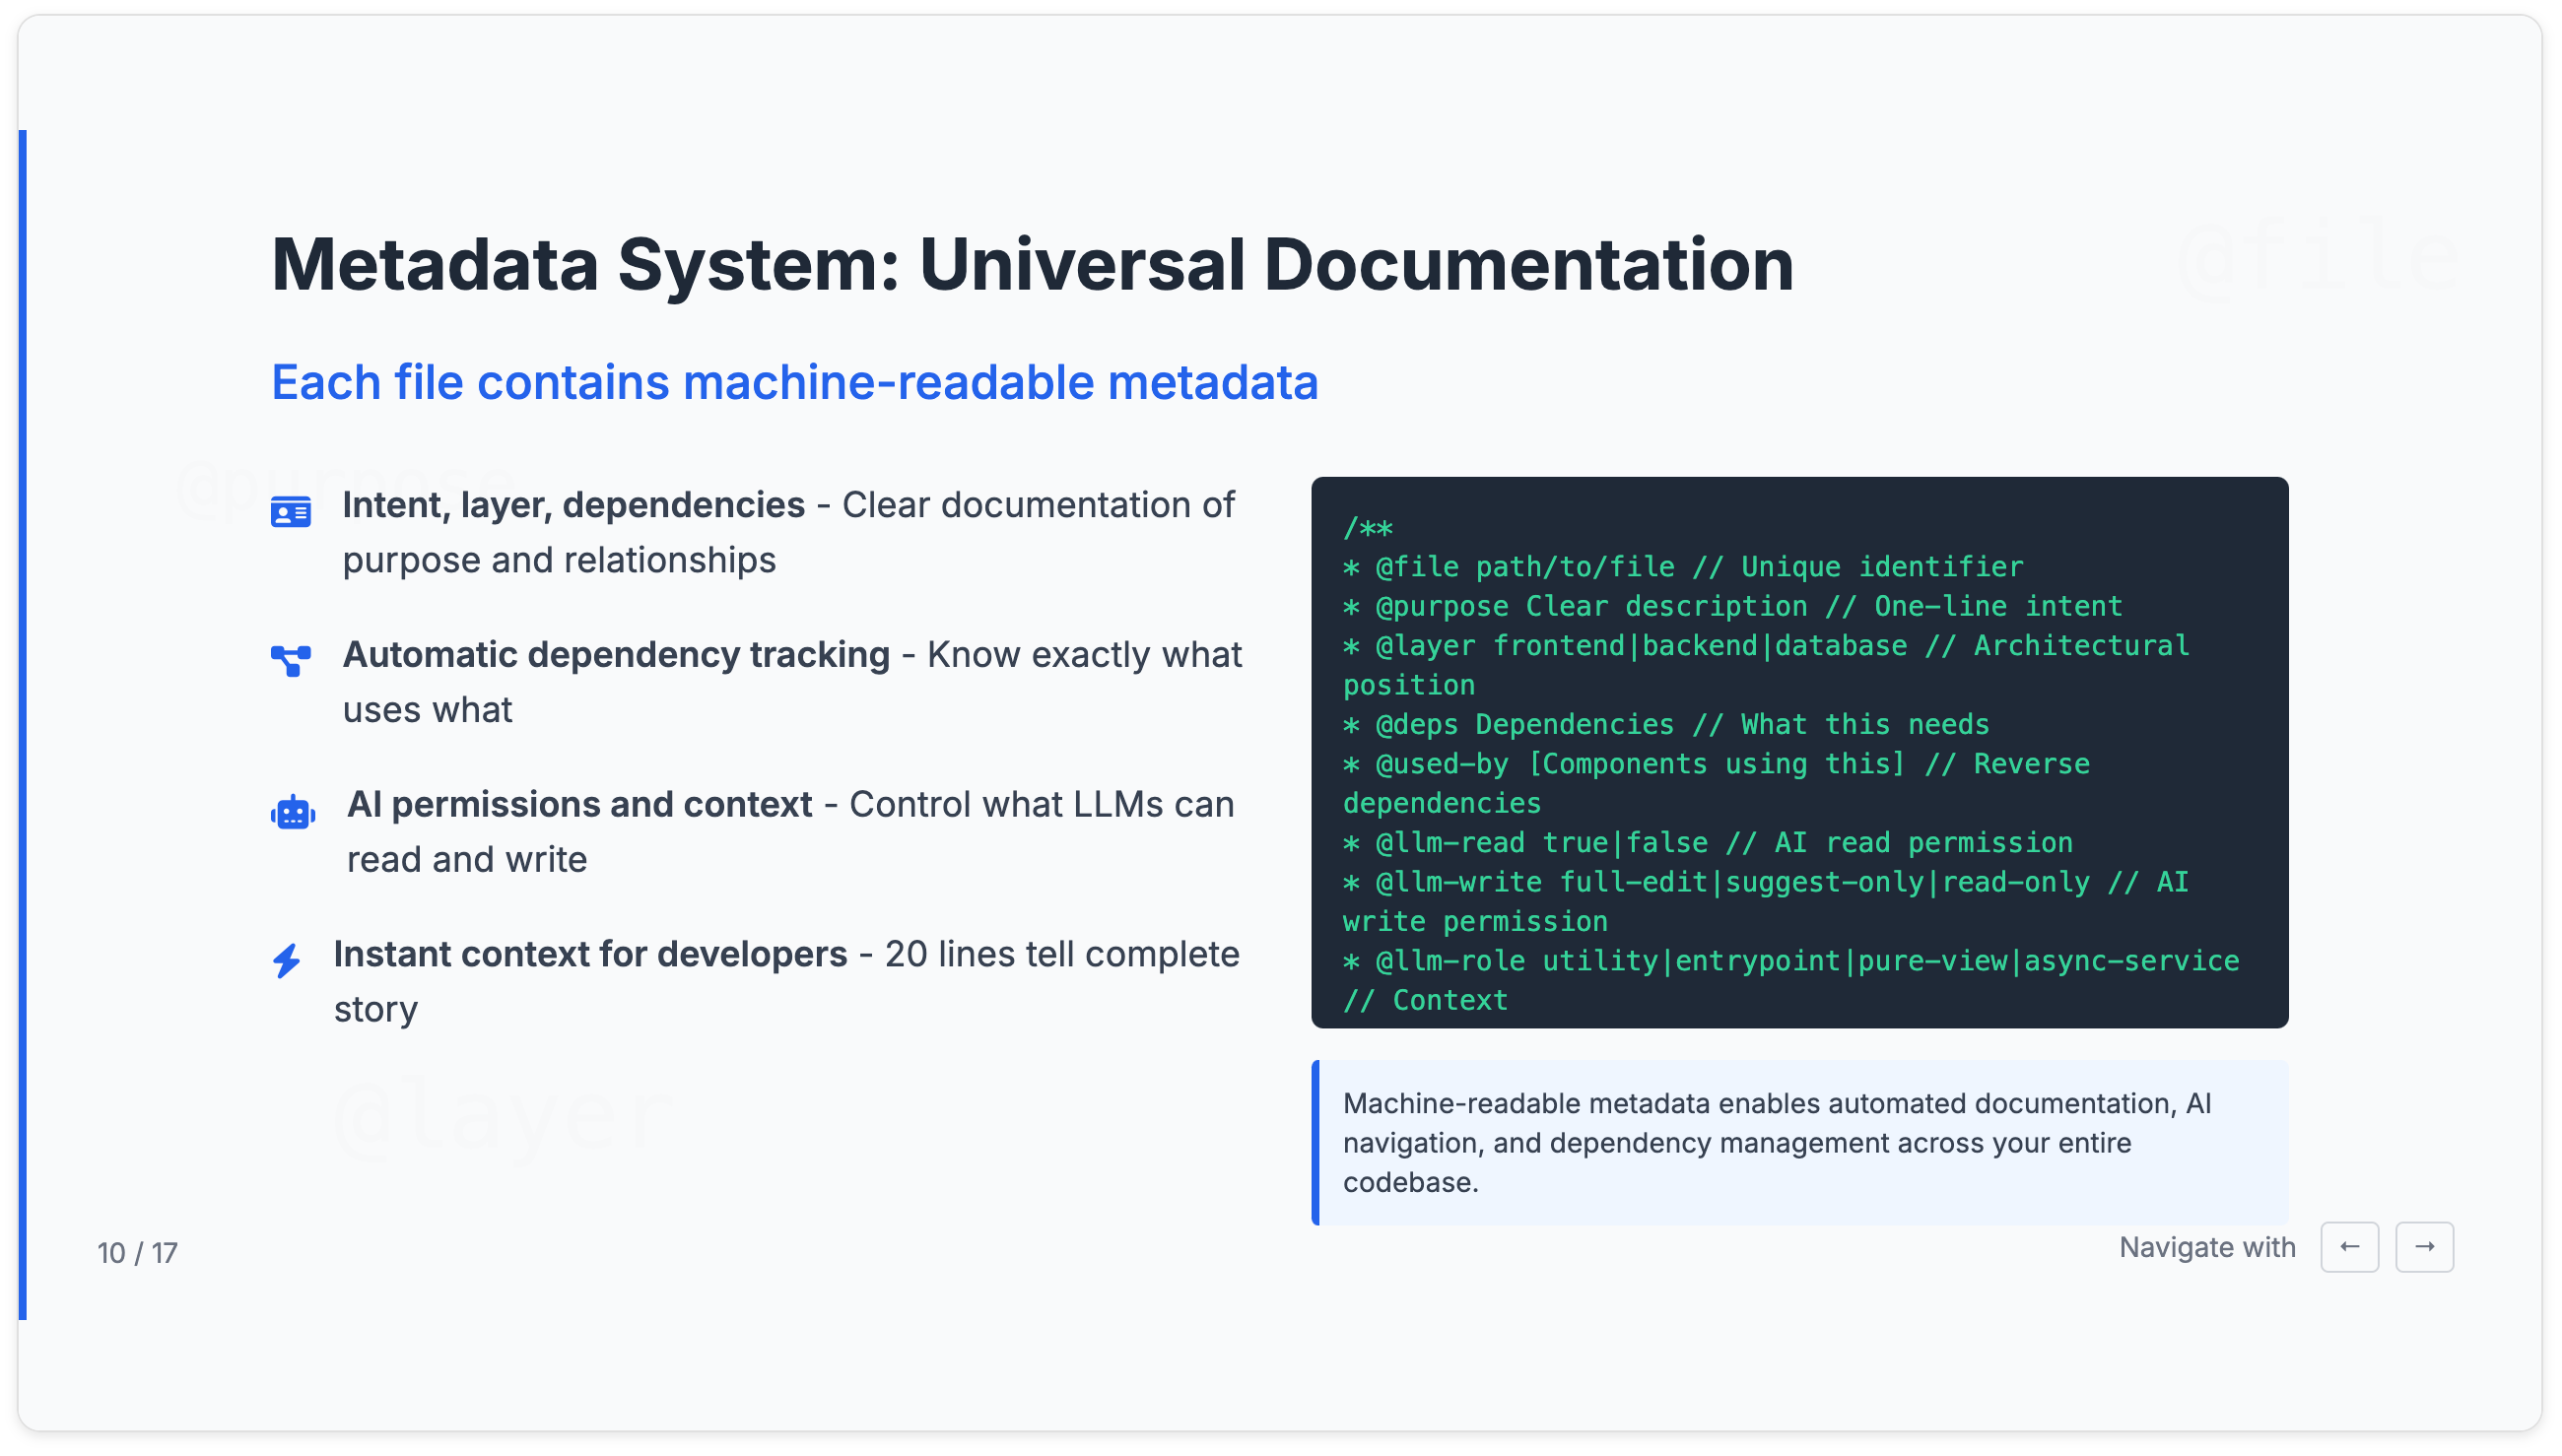 Metadata System: Universal Documentation
@file
Each file contains machine-readable metadata
@purpose
Intent, layer, dependencies - Clear documentation of
purpose and relationships
Automatic dependency tracking - Know exactly what
uses what
AI permissions and context - Control what LLMs can
read and write
Instant context for developers - 20 lines tell complete
story
@layer
/**
* @file path/to/file // Unique identifier
* @purpose Clear description // One-line intent
* @layer frontend|backend|database // Architectural
position
* @deps Dependencies // What this needs
* @used-by [Components using this] // Reverse
dependencies
* @llm-read true|false // AI read permission
* @llm-write full-edit|suggest-only|read-only // AI
write permission
* @llm-role utility|entrypoint|pure-view|async-service
// Context
Machine-readable metadata enables automated documentation, AI
navigation, and dependency management across your entire
codebase.
10 / 17
Navigate with ← →